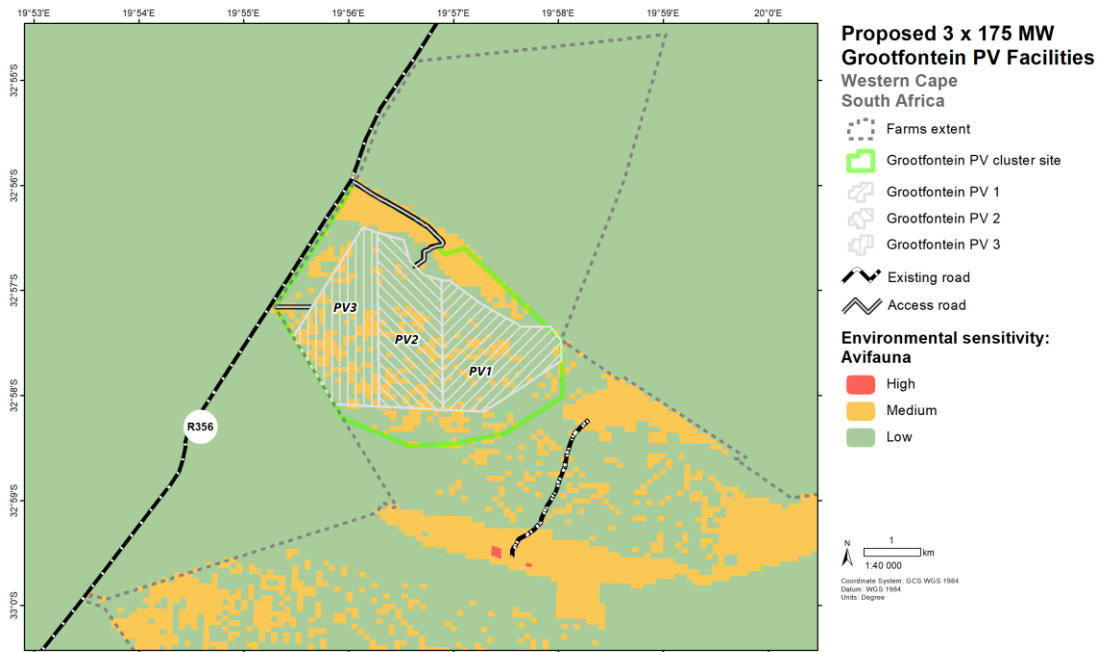 19°53'E 19°54'E 19°55'E 19°56'E 19°57'E 19°58'E 19°59'E 20°0'E
32°55'S
32°56'S
32°57'S
32°58'S
32°59'S
33°0'S
PV3
PV2
PV1
R356
Proposed 3 x 175 MW
Grootfontein PV Facilities
Western Cape
South Africa
Farms extent
Grootfontein PV cluster site
Grootfontein PV 1
Grootfontein PV 2
Grootfontein PV 3
Existing road
Access road
Environmental sensitivity:
Avifauna
High
Medium
Low
N
1
km
1:40 000
Coordinate System: GCS WGS 1984
Datum: WGS 1984
Units: Degree